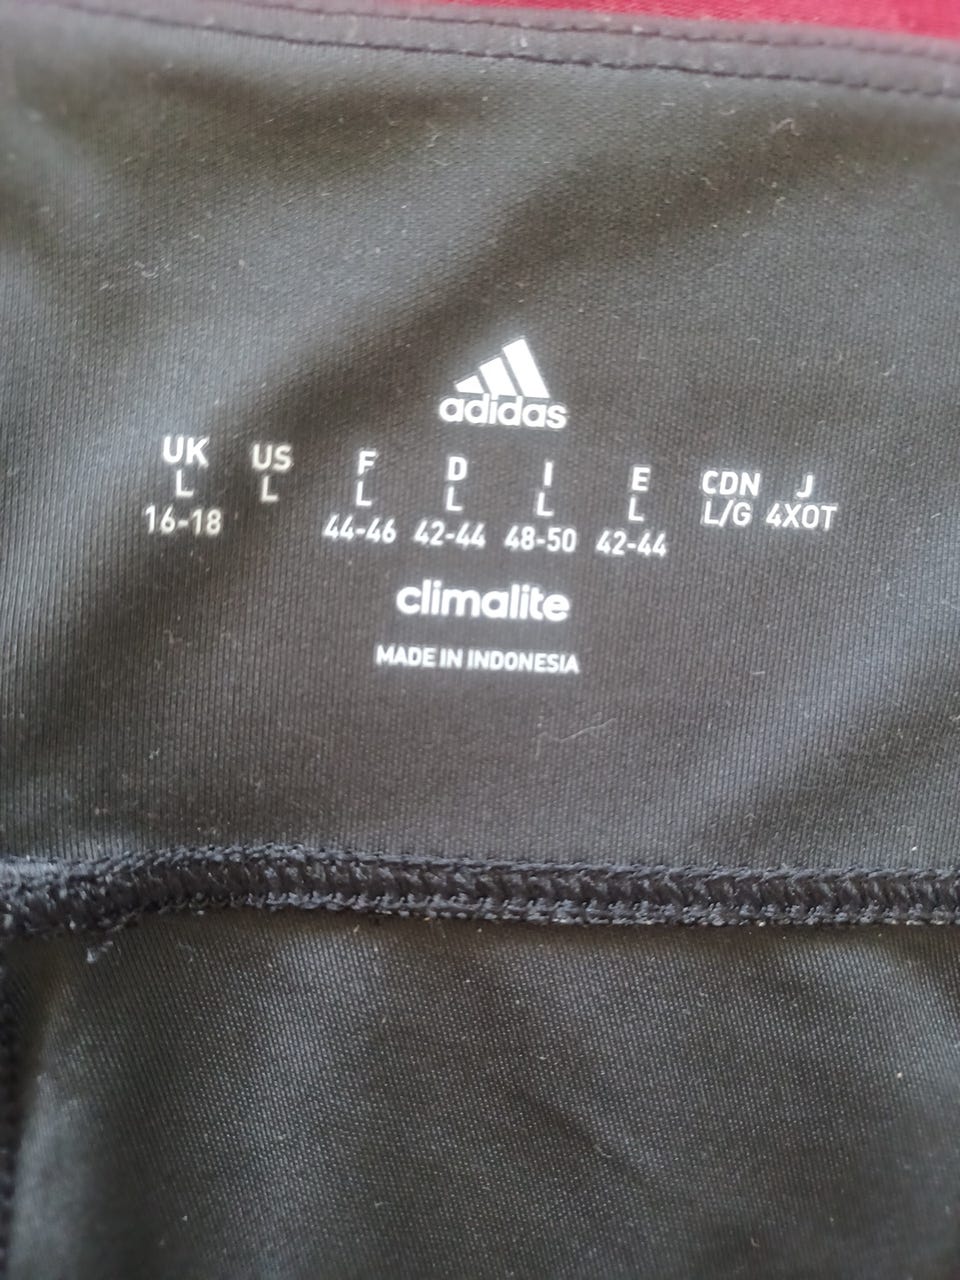 adidas
UK US F D I E CDN J
L L L L L L L/G 4XOT
16-18 44-46 42-44 48-50 42-44
climalite
MADE IN INDONESIA